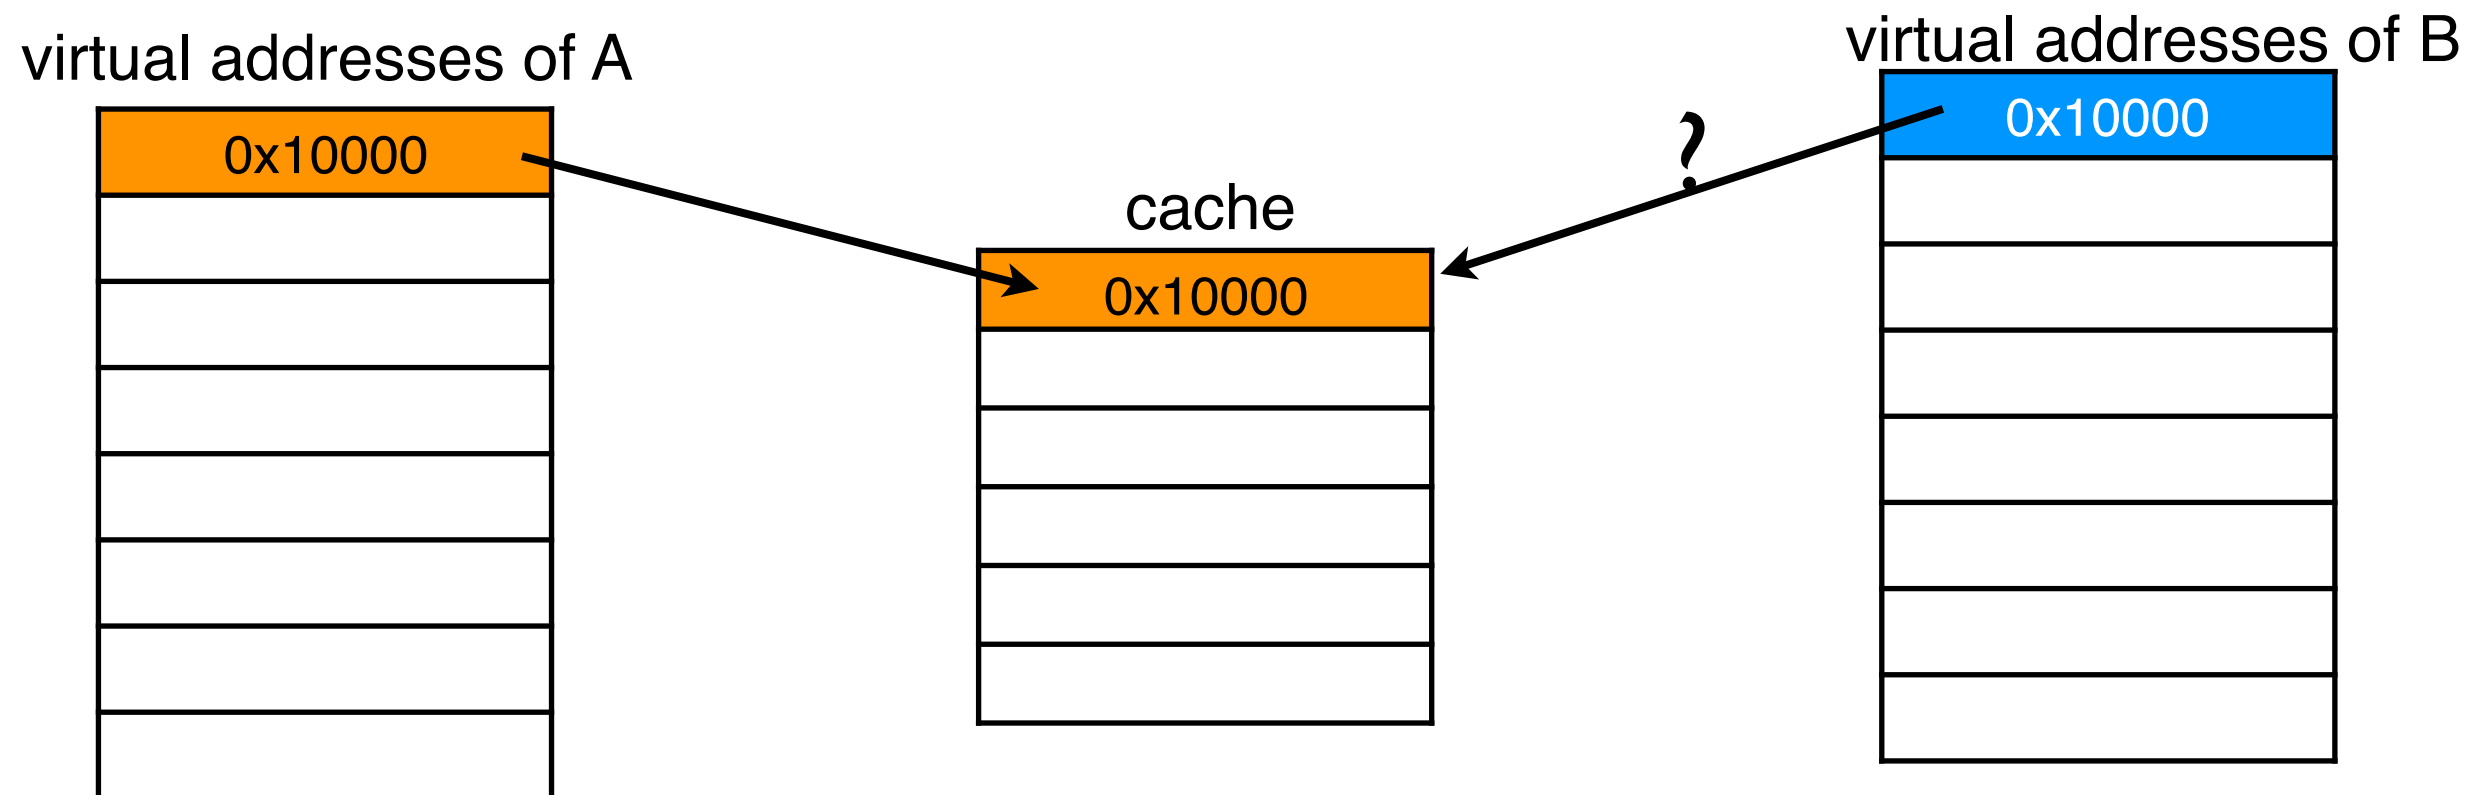 virtual addresses of A
virtual addresses of B
0x10000
0x10000
?
cache
0x10000